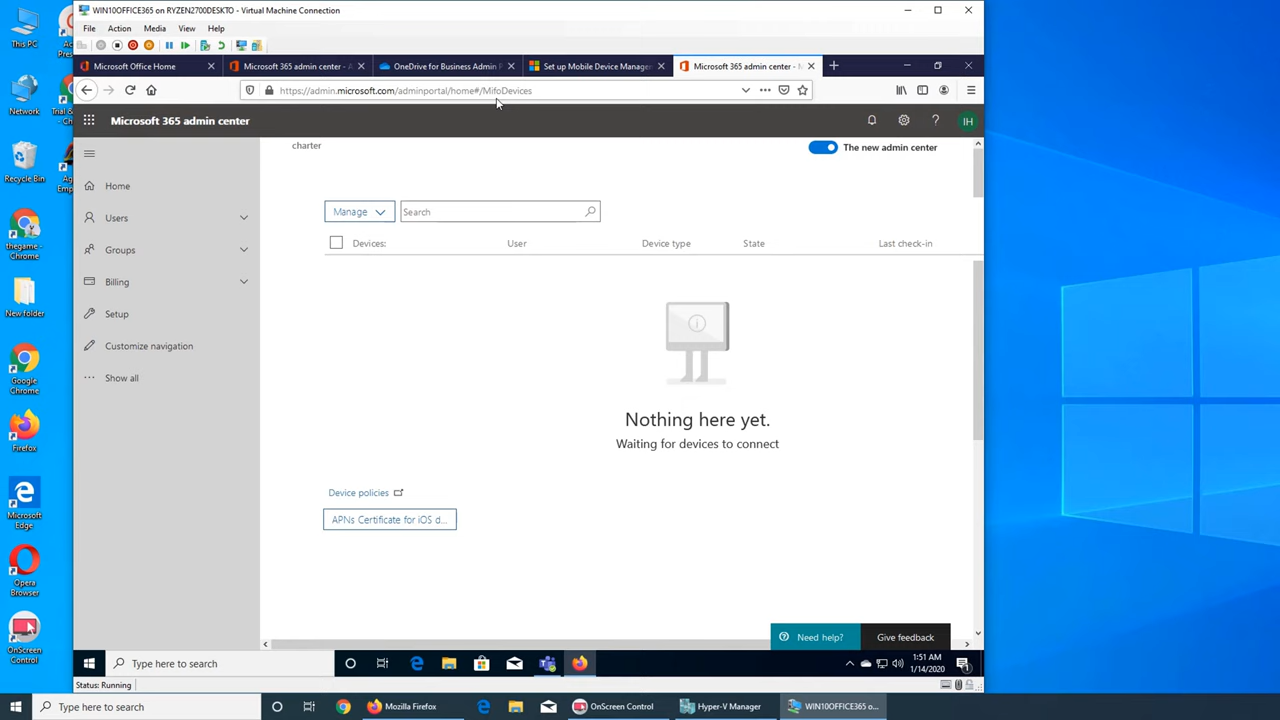 This PC
Network
Recycle Bin
thegame -
Chrome
New folder
Google
Chrome
Firefox
Microsoft
Edge
Opera
Browser
OnScreen
Control
WIN10OFFICE365 on RYZEN2700DESKTO - Virtual Machine Connection
File Action Media View Help
Microsoft Office Home
Microsoft 365 admin center - A
OneDrive for Business Admin P
Set up Mobile Device Manager
Microsoft 365 admin center - M
https://admin.microsoft.com/adminportal/home#/MifoDevices
Microsoft 365 admin center
IH
charter
The new admin center
Home
Users
Groups
Billing
Setup
Customize navigation
Show all
Manage
Search
Devices: User Device type State Last check-in
Nothing here yet.
Waiting for devices to connect
Device policies
APNs Certificate for iOS d...
Need help?
Give feedback
Type here to search
1:51 AM
1/14/2020
Status: Running
Type here to search
Mozilla Firefox
OnScreen Control
Hyper-V Manager
WIN10OFFICE365 o...